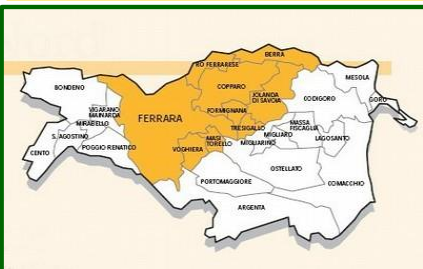 BERRA
RO FERRARESE
MESOLA
BONDENO
COPPARO
JOLANDA
DI SAVOIA
CODIGORO
GORO
VIGARANO
MAINARDA
FORMIGNANA
FERRARA
MIRABELLO
TRESIGALLO
MASSA
FISCAGLIA
S. AGOSTINO
MIGLIARO
LAGOSANTO
MASI
TORELLO
MIGLIARINO
POGGIO RENATICO
VOGHIERA
CENTO
OSTELLATO
PORTOMAGGIORE
COMACCHIO
ARGENTA